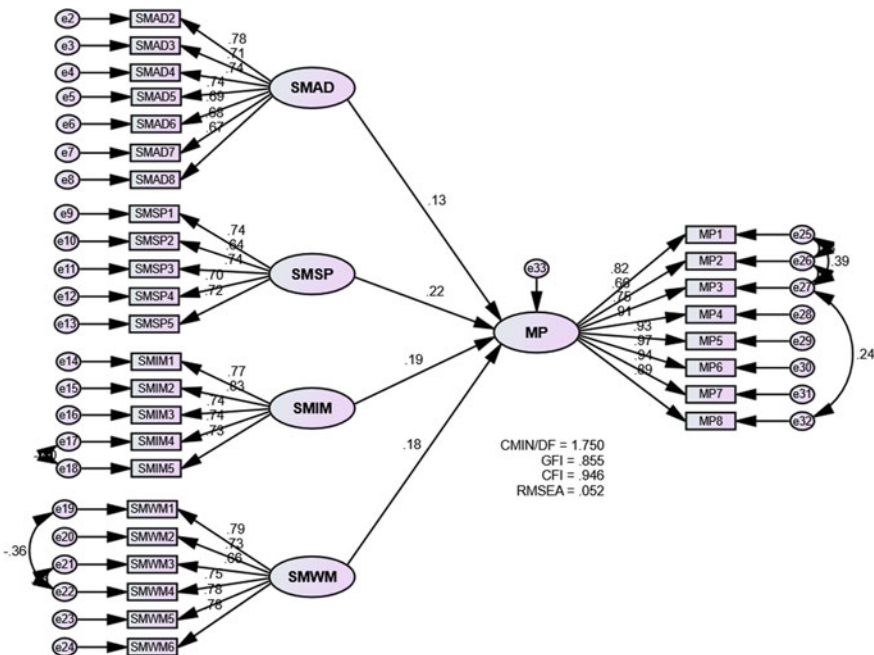 e2 SMAD2
e3 SMAD3
e4 SMAD4
e5 SMAD5
e6 SMAD6
e7 SMAD7
e8 SMAD8
.78
.71
.74
.74
.69
.68
.67
SMAD
.13
e9 SMSP1
e10 SMSP2
e11 SMSP3
e12 SMSP4
e13 SMSP5
.74
.64
.74
.70
.72
SMSP
.22
e14 SMIM1
e15 SMIM2
e16 SMIM3
e17 SMIM4
e18 SMIM5
.77
.83
.74
.74
.73
SMIM
.19
e19 SMWM1
e20 SMWM2
e21 SMWM3
e22 SMWM4
e23 SMWM5
e24 SMWM6
-.36
.79
.73
.66
.75
.78
.78
SMWM
.18
e33
MP
.82
.66
.75
.91
.93
.97
.94
.89
MP1 e25
MP2 e26
MP3 e27
MP4 e28
MP5 e29
MP6 e30
MP7 e31
MP8 e32
.39
.24
CMIN/DF = 1.750
GFI = .855
CFI = .946
RMSEA = .052